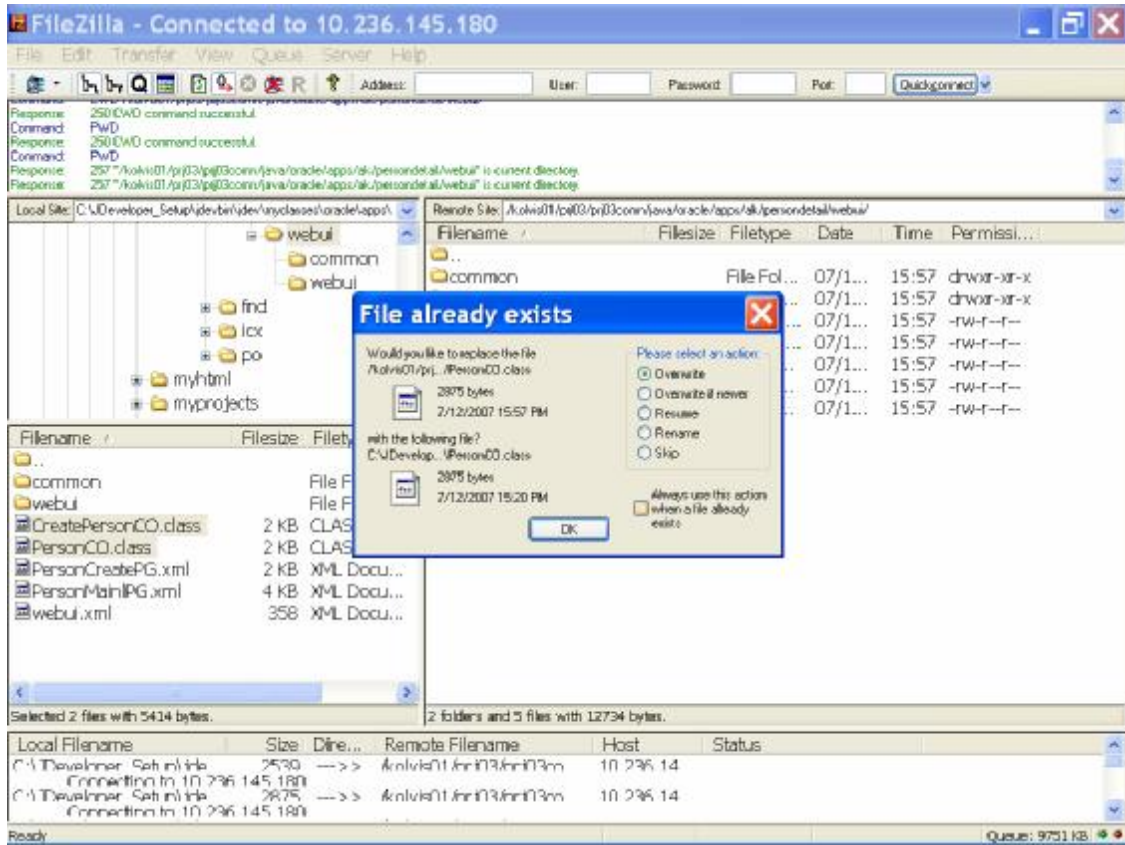 FileZilla - Connected to 10.236.145.180
File Edit Transfer View Queue Server Help
Address: User: Password: Port: Quickconnect
Response: 250 CWD command successful.
Command: PWD
Response: 250 CWD command successful.
Command: PWD
Response: 257 "/kolvis01/prj03/prj03comn/java/oracle/apps/ak/persondetail/webui" is current directory.
Response: 257 "/kolvis01/prj03/prj03comn/java/oracle/apps/ak/persondetail/webui" is current directory.
Local Site: C:\JDeveloper_Setup\jdevbin\jdev\myclasses\oracle\apps\
Remote Site: /kolvis01/prj03/prj03comn/java/oracle/apps/ak/persondetail/webui/
webui
common
webui
fnd
icx
po
myhtml
myprojects
Filename / Filesize Filetype Date Time Permissi...
..
common File Fol... 07/1... 15:57 drwxr-xr-x
07/1... 15:57 drwxr-xr-x
07/1... 15:57 -rw-r--r--
07/1... 15:57 -rw-r--r--
07/1... 15:57 -rw-r--r--
07/1... 15:57 -rw-r--r--
07/1... 15:57 -rw-r--r--
File already exists
Would you like to replace the file
/kolvis01/prj.../PersonCO.class
2875 bytes
7/12/2007 15:57 PM
with the following file?
C:\JDevelop...\PersonCO.class
2875 bytes
7/12/2007 15:20 PM
Please select an action:
Overwrite
Overwrite if newer
Resume
Rename
Skip
Always use this action
when a file already
exists
OK
Filename / Filesize Filety
..
common File F
webui File F
CreatePersonCO.class 2 KB CLAS
PersonCO.class 2 KB CLAS
PersonCreatePG.xml 2 KB XML Docu...
PersonMainPG.xml 4 KB XML Docu...
webui.xml 358 XML Docu...
Selected 2 files with 5414 bytes.
2 folders and 5 files with 12734 bytes.
Local Filename Size Dire... Remote Filename Host Status
C:\JDeveloper_Setup\jde 2539 --->> /kolvis01/prj03/prj03co 10.236.14
Connecting to 10.236.145.180
C:\JDeveloper_Setup\jde 2875 --->> /kolvis01/prj03/prj03co 10.236.14
Connecting to 10.236.145.180
Ready
Queue: 9751 KB